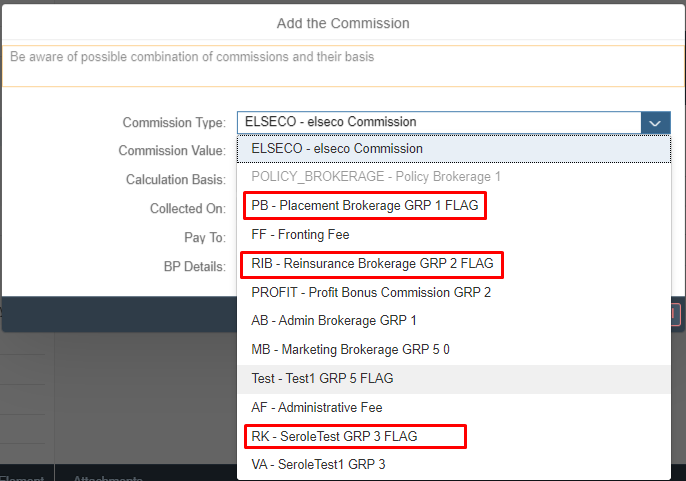 Add the Commission
Be aware of possible combination of commissions and their basis
Commission Type: ELSECO - elseco Commission
Commission Value: ELSECO - elseco Commission
Calculation Basis: POLICY_BROKERAGE - Policy Brokerage 1
Collected On: PB - Placement Brokerage GRP 1 FLAG
Pay To: FF - Fronting Fee
BP Details: RIB - Reinsurance Brokerage GRP 2 FLAG
PROFIT - Profit Bonus Commission GRP 2
AB - Admin Brokerage GRP 1
MB - Marketing Brokerage GRP 5 0
Test - Test1 GRP 5 FLAG
AF - Administrative Fee
RK - SeroleTest GRP 3 FLAG
VA - SeroleTest1 GRP 3
Element Attachments